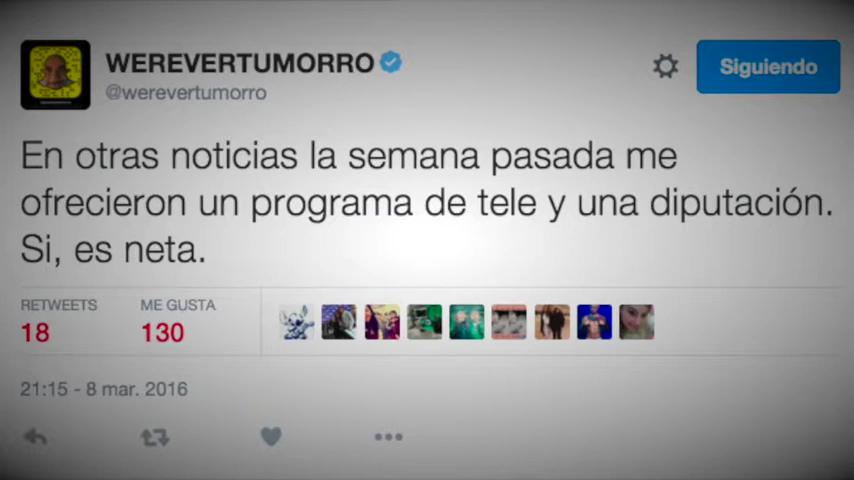 WEREVERTUMORRO
@werevertumorro
Siguiendo
En otras noticias la semana pasada me
ofrecieron un programa de tele y una diputación.
Si, es neta.
RETWEETS
18
ME GUSTA
130
21:15 - 8 mar. 2016